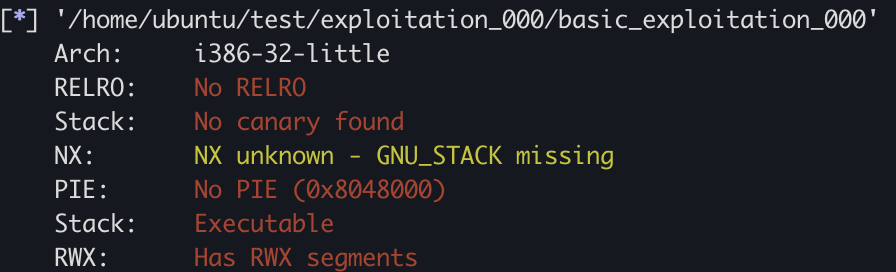 [*] '/home/ubuntu/test/exploitation_000/basic_exploitation_000'
Arch: i386-32-little
RELRO: No RELRO
Stack: No canary found
NX: NX unknown - GNU_STACK missing
PIE: No PIE (0x8048000)
Stack: Executable
RWX: Has RWX segments